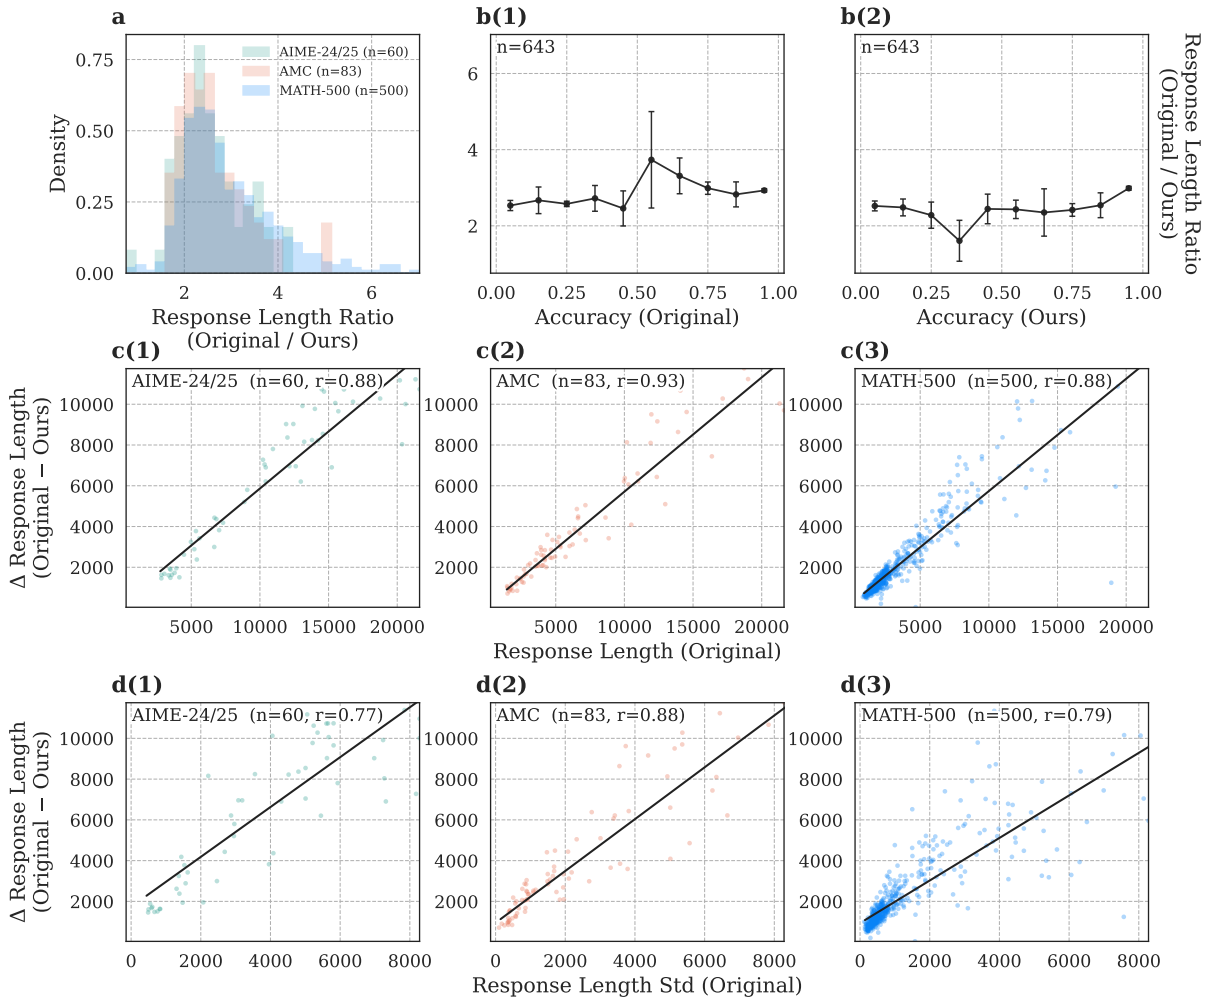 a
b(1)
b(2)
Density
0.75
0.50
0.25
0.00
AIME-24/25 (n=60)
AMC (n=83)
MATH-500 (n=500)
2
4
6
Response Length Ratio
(Original / Ours)
n=643
6
4
2
0.00
0.25
0.50
0.75
1.00
Accuracy (Original)
n=643
0.00
0.25
0.50
0.75
1.00
Accuracy (Ours)
Response Length Ratio
(Original / Ours)
c(1)
c(2)
c(3)
Δ Response Length
(Original − Ours)
AIME-24/25 (n=60, r=0.88)
10000
8000
6000
4000
2000
5000
10000
15000
20000
AMC (n=83, r=0.93)
10000
8000
6000
4000
2000
5000
10000
15000
20000
MATH-500 (n=500, r=0.88)
10000
8000
6000
4000
2000
5000
10000
15000
20000
Response Length (Original)
d(1)
d(2)
d(3)
Δ Response Length
(Original − Ours)
AIME-24/25 (n=60, r=0.77)
10000
8000
6000
4000
2000
0
2000
4000
6000
8000
AMC (n=83, r=0.88)
10000
8000
6000
4000
2000
0
2000
4000
6000
8000
MATH-500 (n=500, r=0.79)
10000
8000
6000
4000
2000
0
2000
4000
6000
8000
Response Length Std (Original)